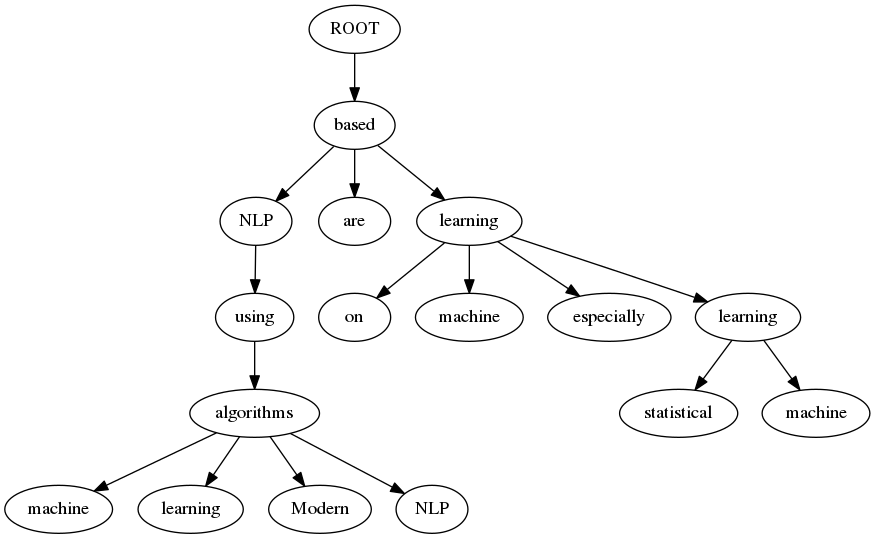 ROOT
based
NLP are learning
using on machine especially learning
algorithms statistical machine
machine learning Modern NLP